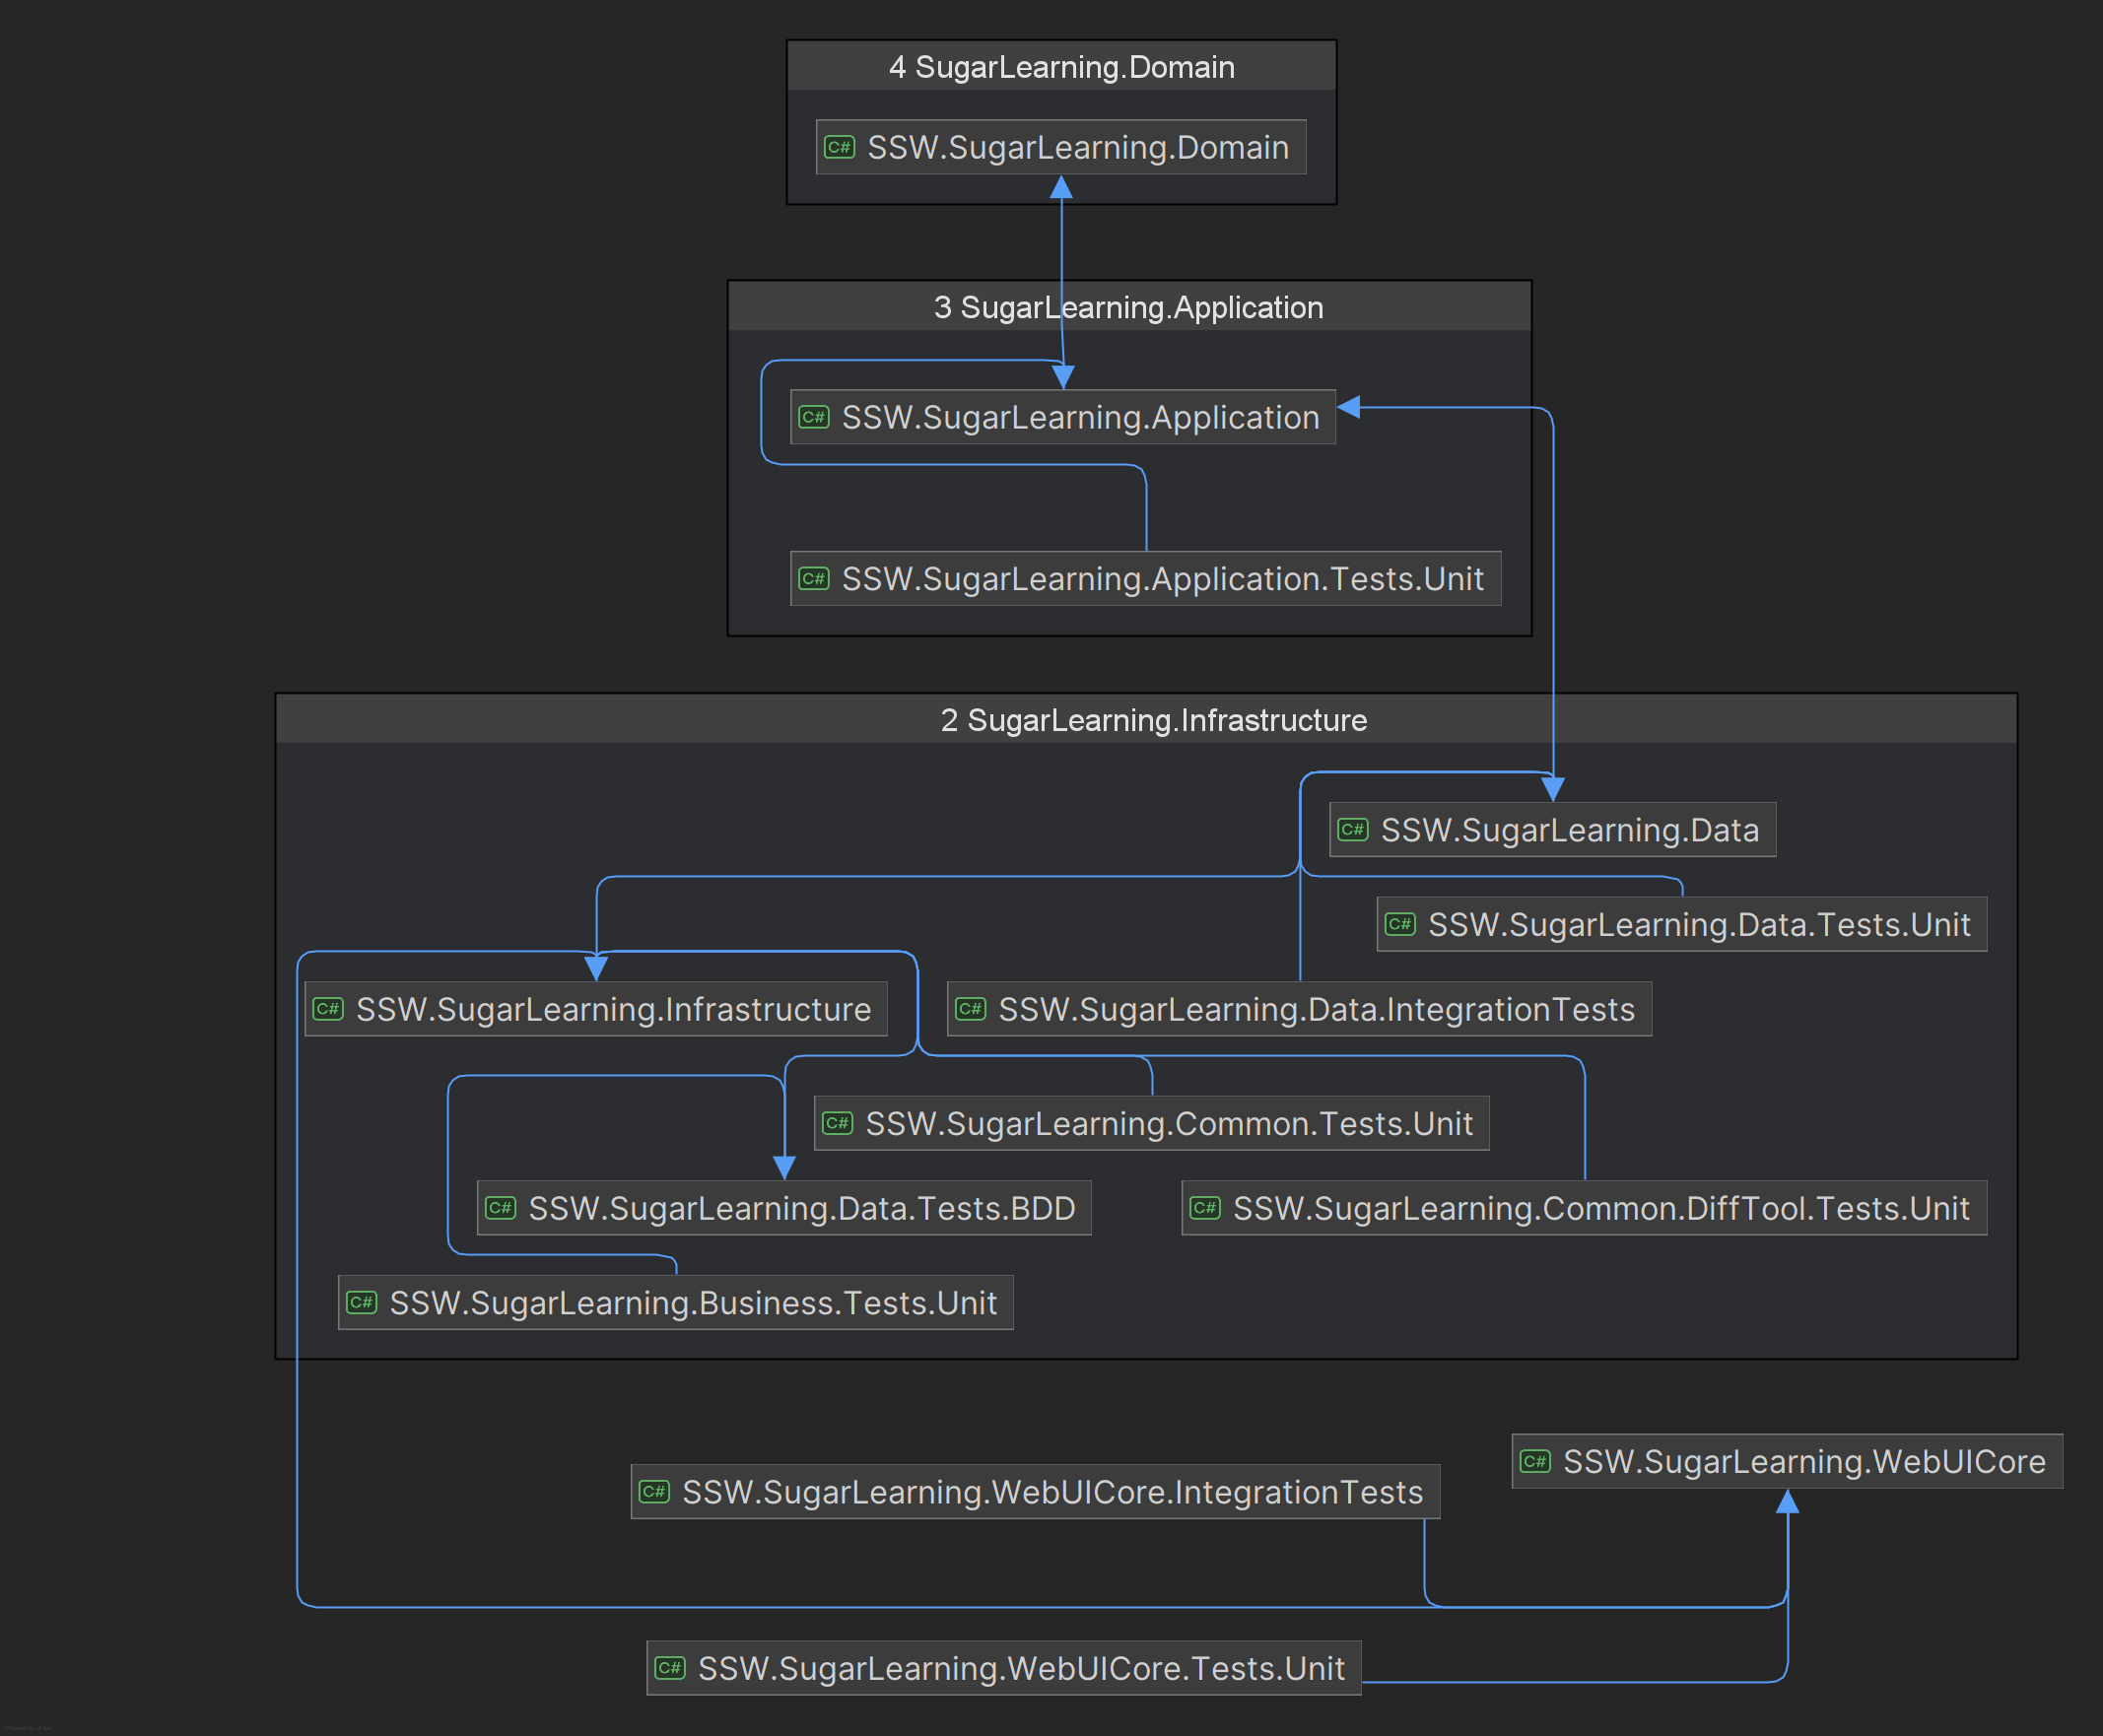 4 SugarLearning.Domain
C# SSW.SugarLearning.Domain
3 SugarLearning.Application
C# SSW.SugarLearning.Application
C# SSW.SugarLearning.Application.Tests.Unit
2 SugarLearning.Infrastructure
C# SSW.SugarLearning.Data
C# SSW.SugarLearning.Data.Tests.Unit
C# SSW.SugarLearning.Infrastructure
C# SSW.SugarLearning.Data.IntegrationTests
C# SSW.SugarLearning.Common.Tests.Unit
C# SSW.SugarLearning.Data.Tests.BDD
C# SSW.SugarLearning.Common.DiffTool.Tests.Unit
C# SSW.SugarLearning.Business.Tests.Unit
C# SSW.SugarLearning.WebUICore
C# SSW.SugarLearning.WebUICore.IntegrationTests
C# SSW.SugarLearning.WebUICore.Tests.Unit
Powered by yFiles